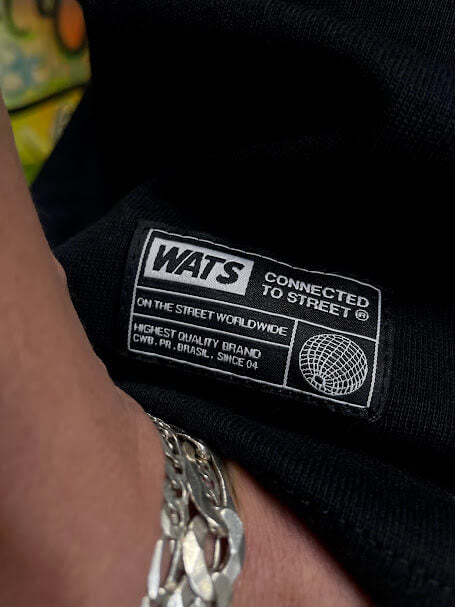 WATS
CONNECTED
TO STREET ®
ON THE STREET WORLDWIDE
HIGHEST QUALITY BRAND
CWB. PR. BRASIL. SINCE 04